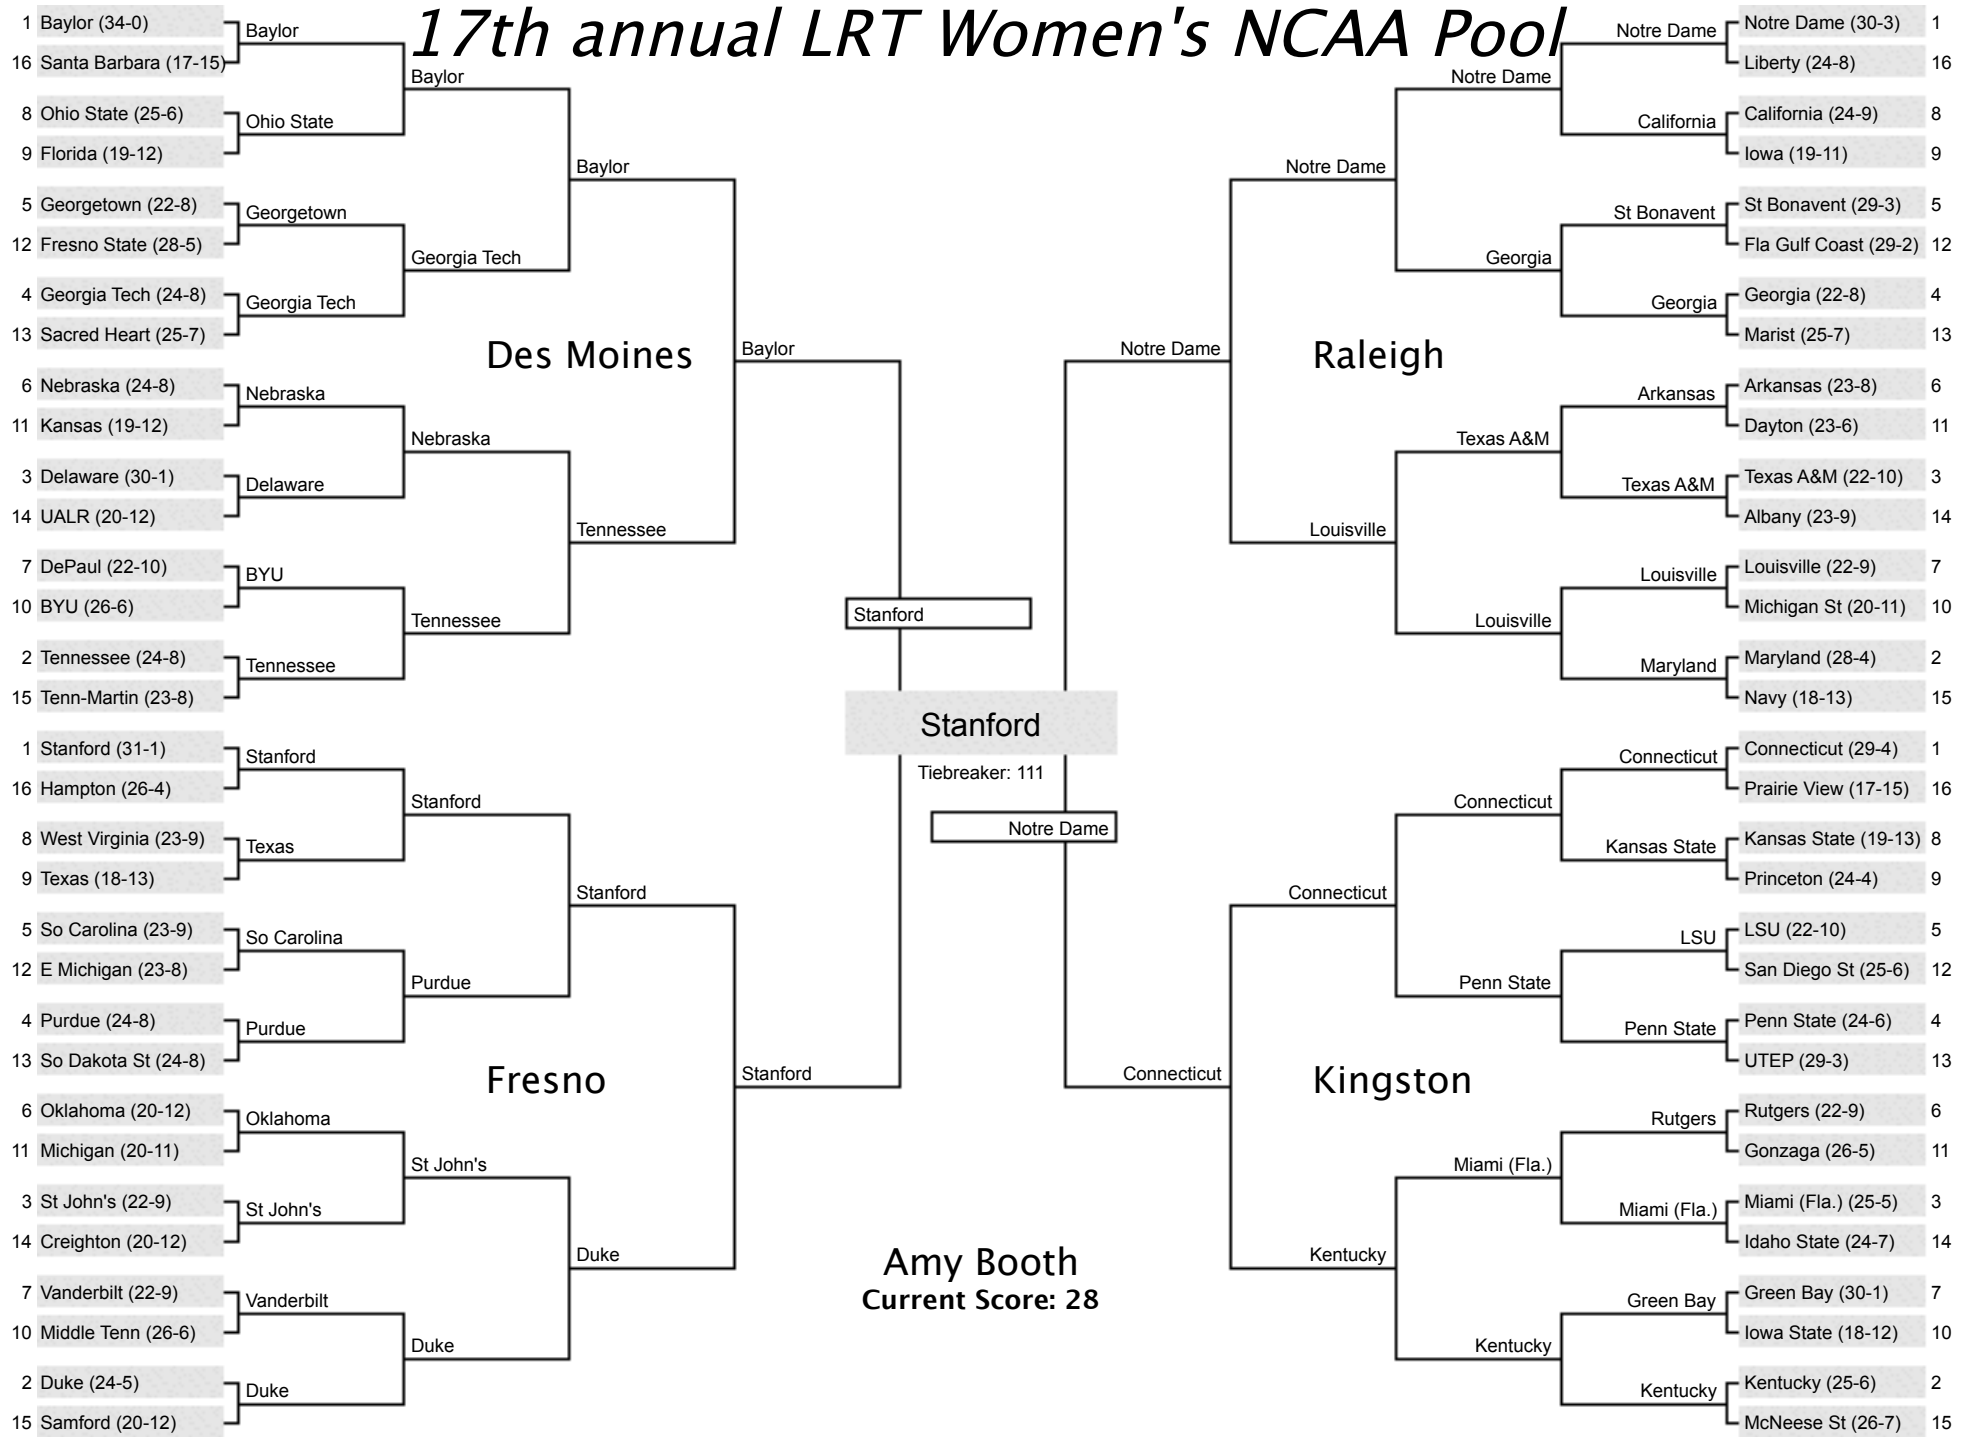 17th annual LRT Women's NCAA Pool
1 Baylor (34-0)
Baylor
16 Santa Barbara (17-15)
Baylor
8 Ohio State (25-6)
Ohio State
9 Florida (19-12)
Baylor
5 Georgetown (22-8)
Georgetown
12 Fresno State (28-5)
Georgia Tech
4 Georgia Tech (24-8)
Georgia Tech
13 Sacred Heart (25-7)
Des Moines
Baylor
6 Nebraska (24-8)
Nebraska
11 Kansas (19-12)
Nebraska
3 Delaware (30-1)
Delaware
14 UALR (20-12)
Tennessee
7 DePaul (22-10)
BYU
10 BYU (26-6)
Tennessee
2 Tennessee (24-8)
Tennessee
15 Tenn-Martin (23-8)
1 Stanford (31-1)
Stanford
16 Hampton (26-4)
Stanford
8 West Virginia (23-9)
Texas
9 Texas (18-13)
Stanford
5 So Carolina (23-9)
So Carolina
12 E Michigan (23-8)
Purdue
4 Purdue (24-8)
Purdue
13 So Dakota St (24-8)
Fresno
Stanford
6 Oklahoma (20-12)
Oklahoma
11 Michigan (20-11)
St John's
3 St John's (22-9)
St John's
14 Creighton (20-12)
Duke
7 Vanderbilt (22-9)
Vanderbilt
10 Middle Tenn (26-6)
Duke
2 Duke (24-5)
Duke
15 Samford (20-12)
Stanford
Stanford
Tiebreaker: 111
Notre Dame
Amy Booth
Current Score: 28
Notre Dame (30-3) 1
Notre Dame
Liberty (24-8) 16
Notre Dame
California (24-9) 8
California
Iowa (19-11) 9
Notre Dame
St Bonavent (29-3) 5
St Bonavent
Fla Gulf Coast (29-2) 12
Georgia
Georgia (22-8) 4
Georgia
Marist (25-7) 13
Notre Dame
Raleigh
Arkansas (23-8) 6
Arkansas
Dayton (23-6) 11
Texas A&M
Texas A&M (22-10) 3
Texas A&M
Albany (23-9) 14
Louisville
Louisville (22-9) 7
Louisville
Michigan St (20-11) 10
Louisville
Maryland (28-4) 2
Maryland
Navy (18-13) 15
Connecticut (29-4) 1
Connecticut
Prairie View (17-15) 16
Connecticut
Kansas State (19-13) 8
Kansas State
Princeton (24-4) 9
Connecticut
LSU (22-10) 5
LSU
San Diego St (25-6) 12
Penn State
Penn State (24-6) 4
Penn State
UTEP (29-3) 13
Connecticut
Kingston
Rutgers (22-9) 6
Rutgers
Gonzaga (26-5) 11
Miami (Fla.)
Miami (Fla.) (25-5) 3
Miami (Fla.)
Idaho State (24-7) 14
Kentucky
Green Bay (30-1) 7
Green Bay
Iowa State (18-12) 10
Kentucky
Kentucky (25-6) 2
Kentucky
McNeese St (26-7) 15